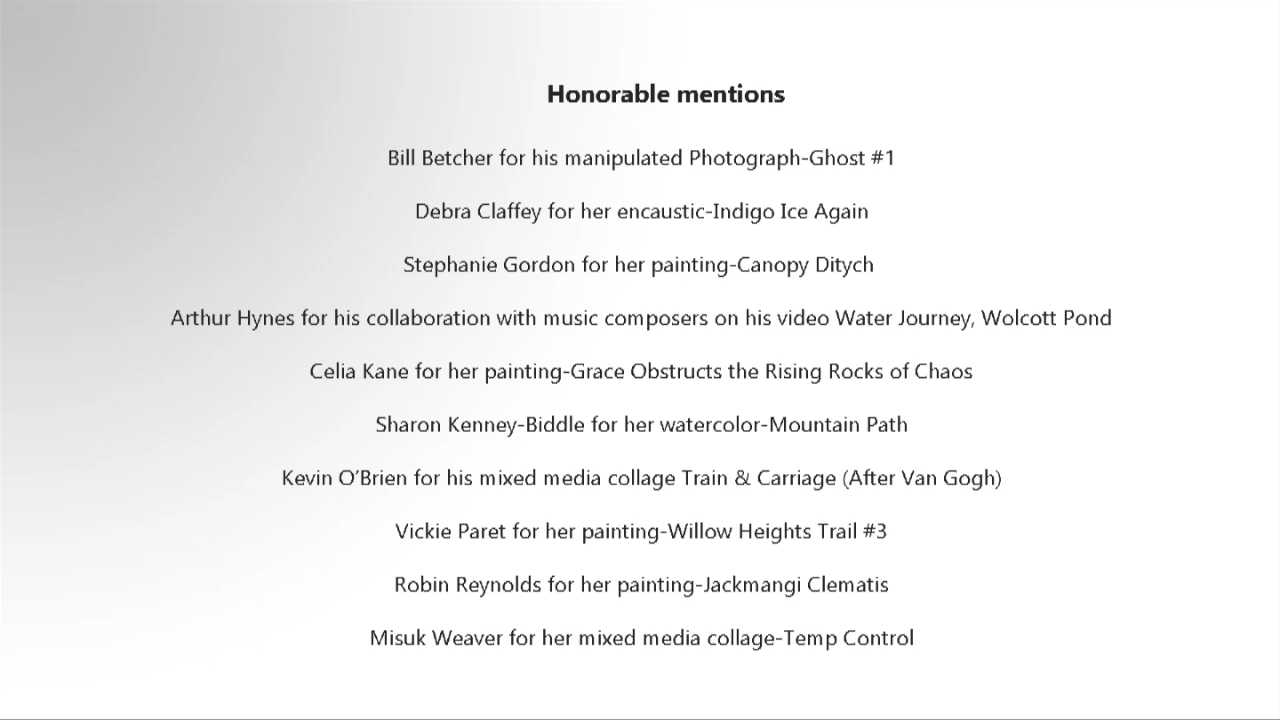 Honorable mentions
Bill Betcher for his manipulated Photograph-Ghost #1
Debra Claffey for her encaustic-Indigo Ice Again
Stephanie Gordon for her painting-Canopy Ditych
Arthur Hynes for his collaboration with music composers on his video Water Journey, Wolcott Pond
Celia Kane for her painting-Grace Obstructs the Rising Rocks of Chaos
Sharon Kenney-Biddle for her watercolor-Mountain Path
Kevin O’Brien for his mixed media collage Train & Carriage (After Van Gogh)
Vickie Paret for her painting-Willow Heights Trail #3
Robin Reynolds for her painting-Jackmangi Clematis
Misuk Weaver for her mixed media collage-Temp Control